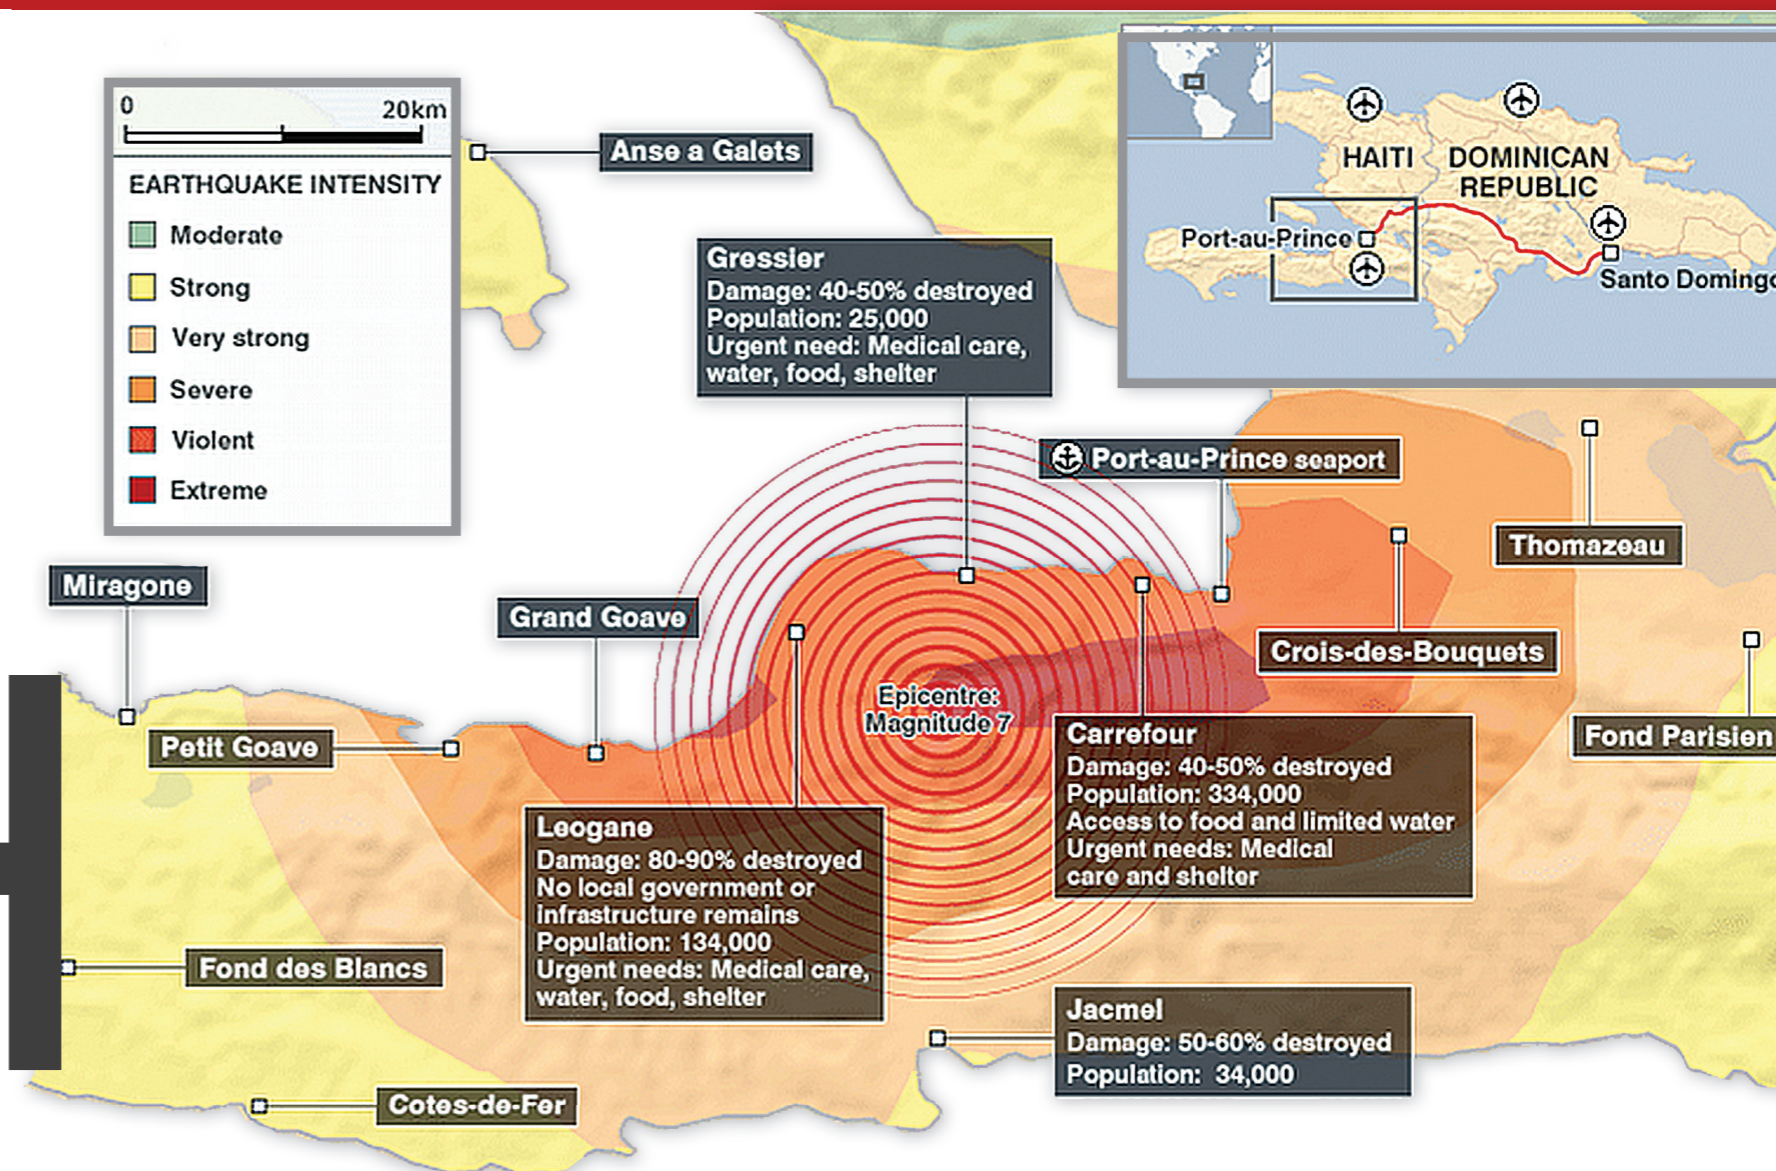 0 20km
EARTHQUAKE INTENSITY
Moderate
Strong
Very strong
Severe
Violent
Extreme
Anse a Galets
Gressier
Damage: 40-50% destroyed
Population: 25,000
Urgent need: Medical care,
water, food, shelter
HAITI
DOMINICAN
REPUBLIC
Port-au-Prince
Santo Domingo
Port-au-Prince seaport
Thomazeau
Miragone
Grand Goave
Crois-des-Bouquets
Petit Goave
Epicentre:
Magnitude 7
Fond Parisien
Carrefour
Damage: 40-50% destroyed
Population: 334,000
Access to food and limited water
Urgent needs: Medical
care and shelter
Leogane
Damage: 80-90% destroyed
No local government or
infrastructure remains
Population: 134,000
Urgent needs: Medical care,
water, food, shelter
Fond des Blancs
Jacmel
Damage: 50-60% destroyed
Population: 34,000
Cotes-de-Fer